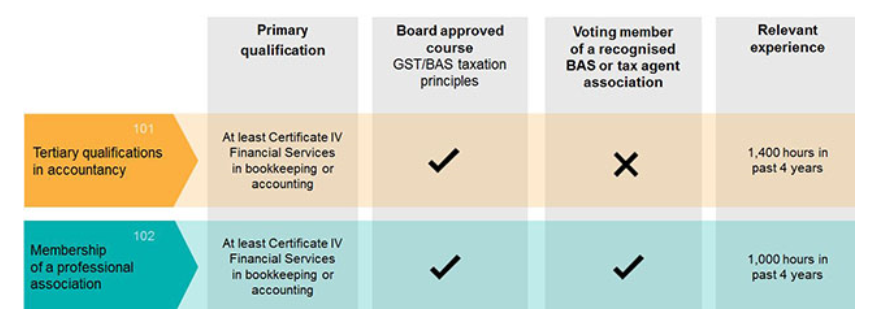 Primary
qualification
Board approved
course
GST/BAS taxation
principles
Voting member
of a recognised
BAS or tax agent
association
Relevant
experience
101
Tertiary qualifications
in accountancy
At least Certificate IV
Financial Services
in bookkeeping or
accounting
1,400 hours in
past 4 years
102
Membership
of a professional
association
At least Certificate IV
Financial Services
in bookkeeping or
accounting
1,000 hours in
past 4 years